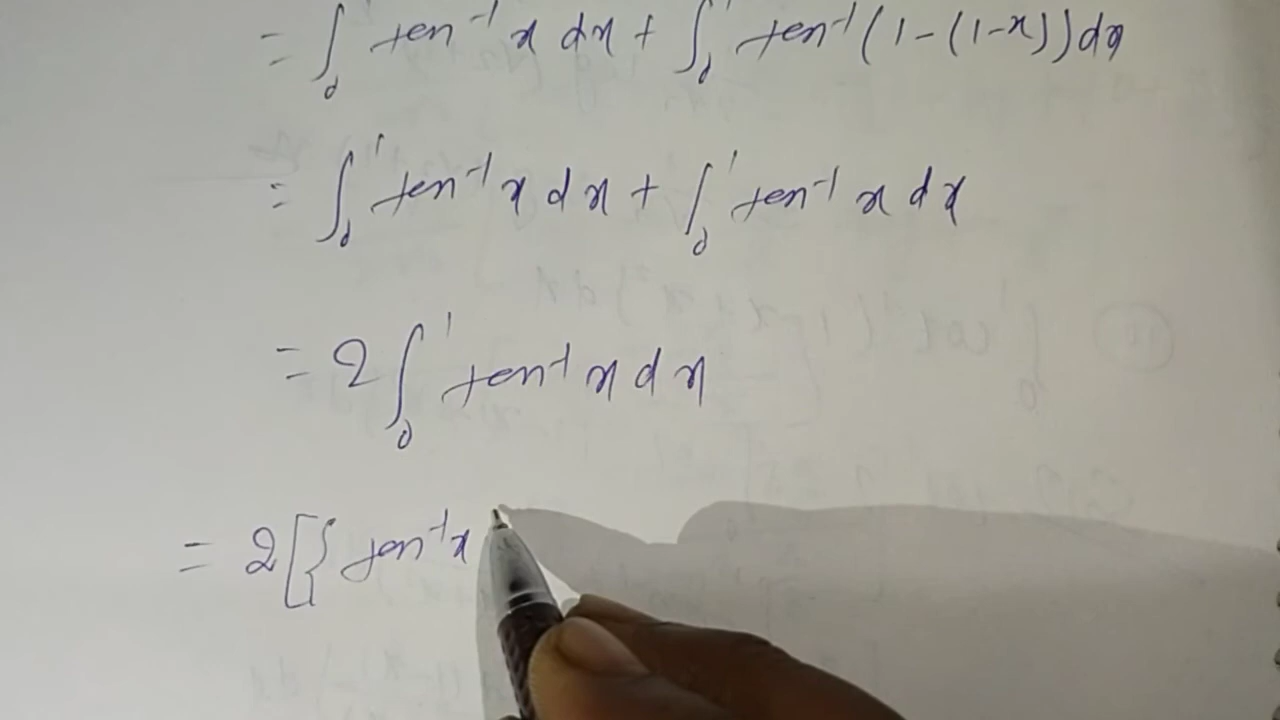 = ∫₀¹ tan⁻¹ x dx + ∫₀¹ tan⁻¹ (1-(1-x)) dx
= ∫₀¹ tan⁻¹ x dx + ∫₀¹ tan⁻¹ x dx
= 2 ∫₀¹ tan⁻¹ x dx
= 2 [{ tan⁻¹ x